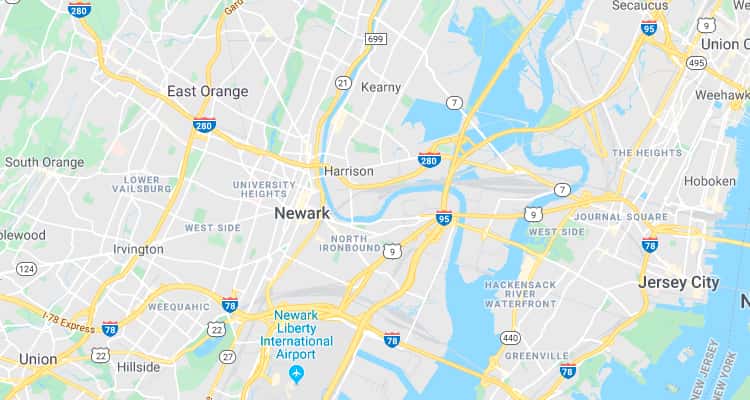 Secaucus
280
9
95
Union C
Gard
699
495
21
Kearny
East Orange
Weehawk
7
280
THE HEIGHTS
280
South Orange
Harrison
LOWER
VAILSBURG
UNIVERSITY
HEIGHTS
7
Hoboken
Newark
95
9
JOURNAL SQUARE
WEST SIDE
WEST SIDE
plewood
NORTH
IRONBOUND
78
Irvington
9
124
HACKENSACK
RIVER
WATERFRONT
Jersey City
N
WEEQUAHIC
78
I-78 Express
78
22
Newark
Liberty
International
Airport
78
440
22
27
GREENVILLE
Union
Hillside
78
NEW JERSEY
NEW YORK